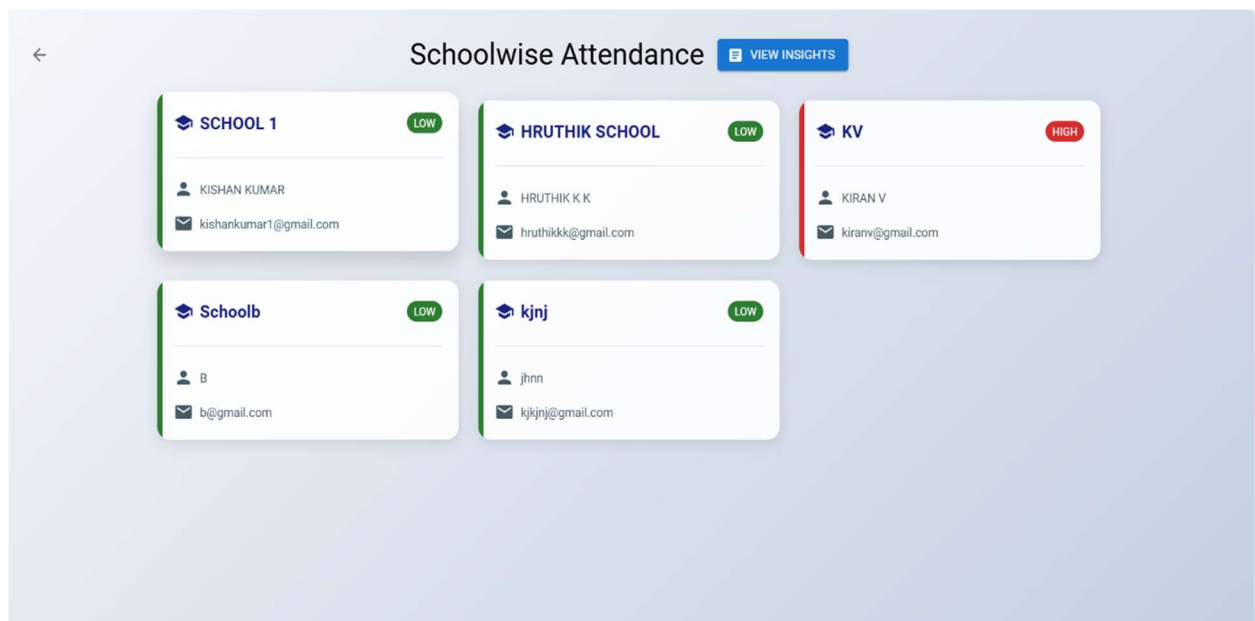 Schoolwise Attendance
VIEW INSIGHTS
SCHOOL 1
LOW
KISHAN KUMAR
kishankumar1@gmail.com
HRUTHIK SCHOOL
LOW
HRUTHIK K K
hruthikkk@gmail.com
KV
HIGH
KIRAN V
kiranv@gmail.com
Schoolb
LOW
B
b@gmail.com
kjnj
LOW
jhnn
kjkjnj@gmail.com